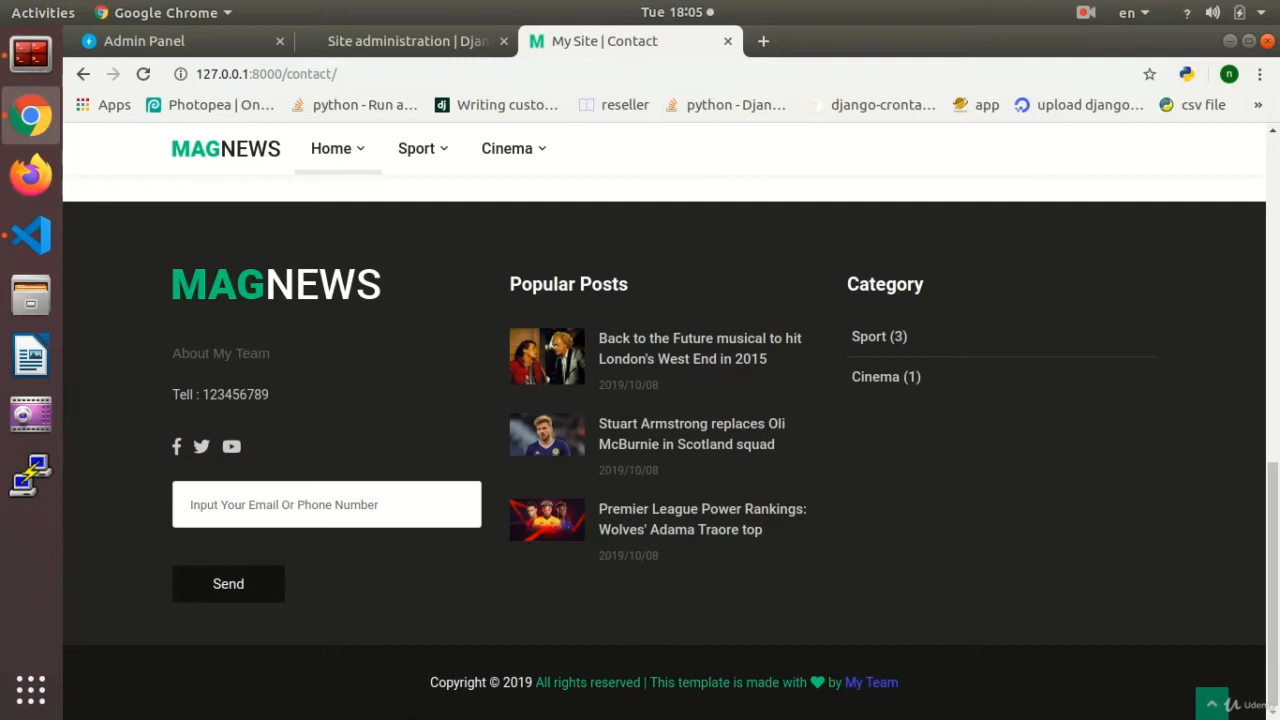 Activities
Google Chrome
Tue 18:05
en
?
Admin Panel
Site administration | Djan
My Site | Contact
127.0.0.1:8000/contact/
n
Apps
Photopea | On...
python - Run a...
dj
Writing custo...
reseller
python - Djan...
django-cronta...
app
upload django...
csv file
»
MAGNEWS
Home
Sport
Cinema
MAGNEWS
About My Team
Tell : 123456789
Input Your Email Or Phone Number
Send
Popular Posts
Back to the Future musical to hit
London's West End in 2015
2019/10/08
Stuart Armstrong replaces Oli
McBurnie in Scotland squad
2019/10/08
Premier League Power Rankings:
Wolves' Adama Traore top
2019/10/08
Category
Sport (3)
Cinema (1)
Copyright © 2019 All rights reserved | This template is made with ♥ by My Team